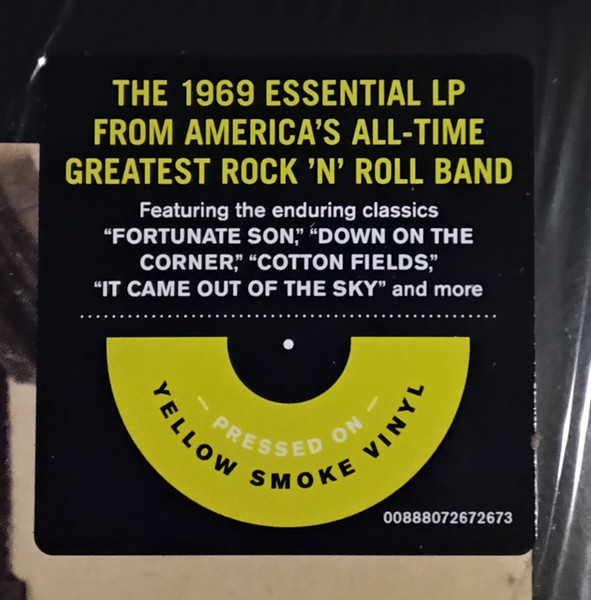 THE 1969 ESSENTIAL LP
FROM AMERICA'S ALL-TIME
GREATEST ROCK 'N' ROLL BAND
Featuring the enduring classics
“FORTUNATE SON,” “DOWN ON THE
CORNER,” “COTTON FIELDS,”
“IT CAME OUT OF THE SKY” and more
– PRESSED ON –
YELLOW SMOKE VINYL
00888072672673